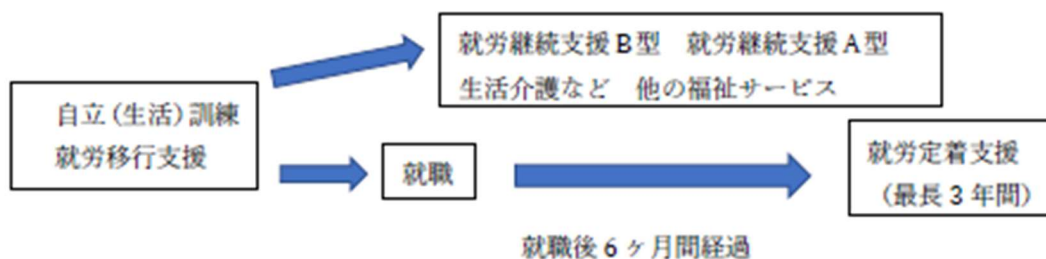 就労継続支援B型　就労継続支援A型
生活介護など　他の福祉サービス
自立(生活)訓練
就労移行支援
就職
就労定着支援
（最長3年間）
就職後6ヶ月間経過